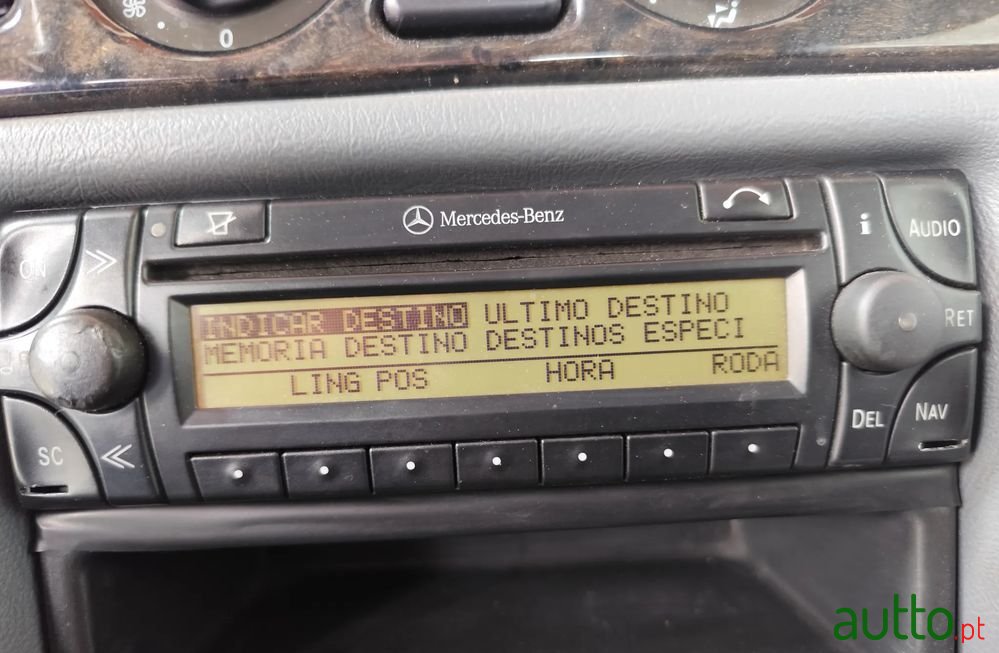 0
Mercedes-Benz
i
AUDIO
ON
INDICAR DESTINO ULTIMO DESTINO
MEMORIA DESTINO DESTINOS ESPECI
LING POS HORA RODA
RET
SC
DEL
NAV
autto.pt